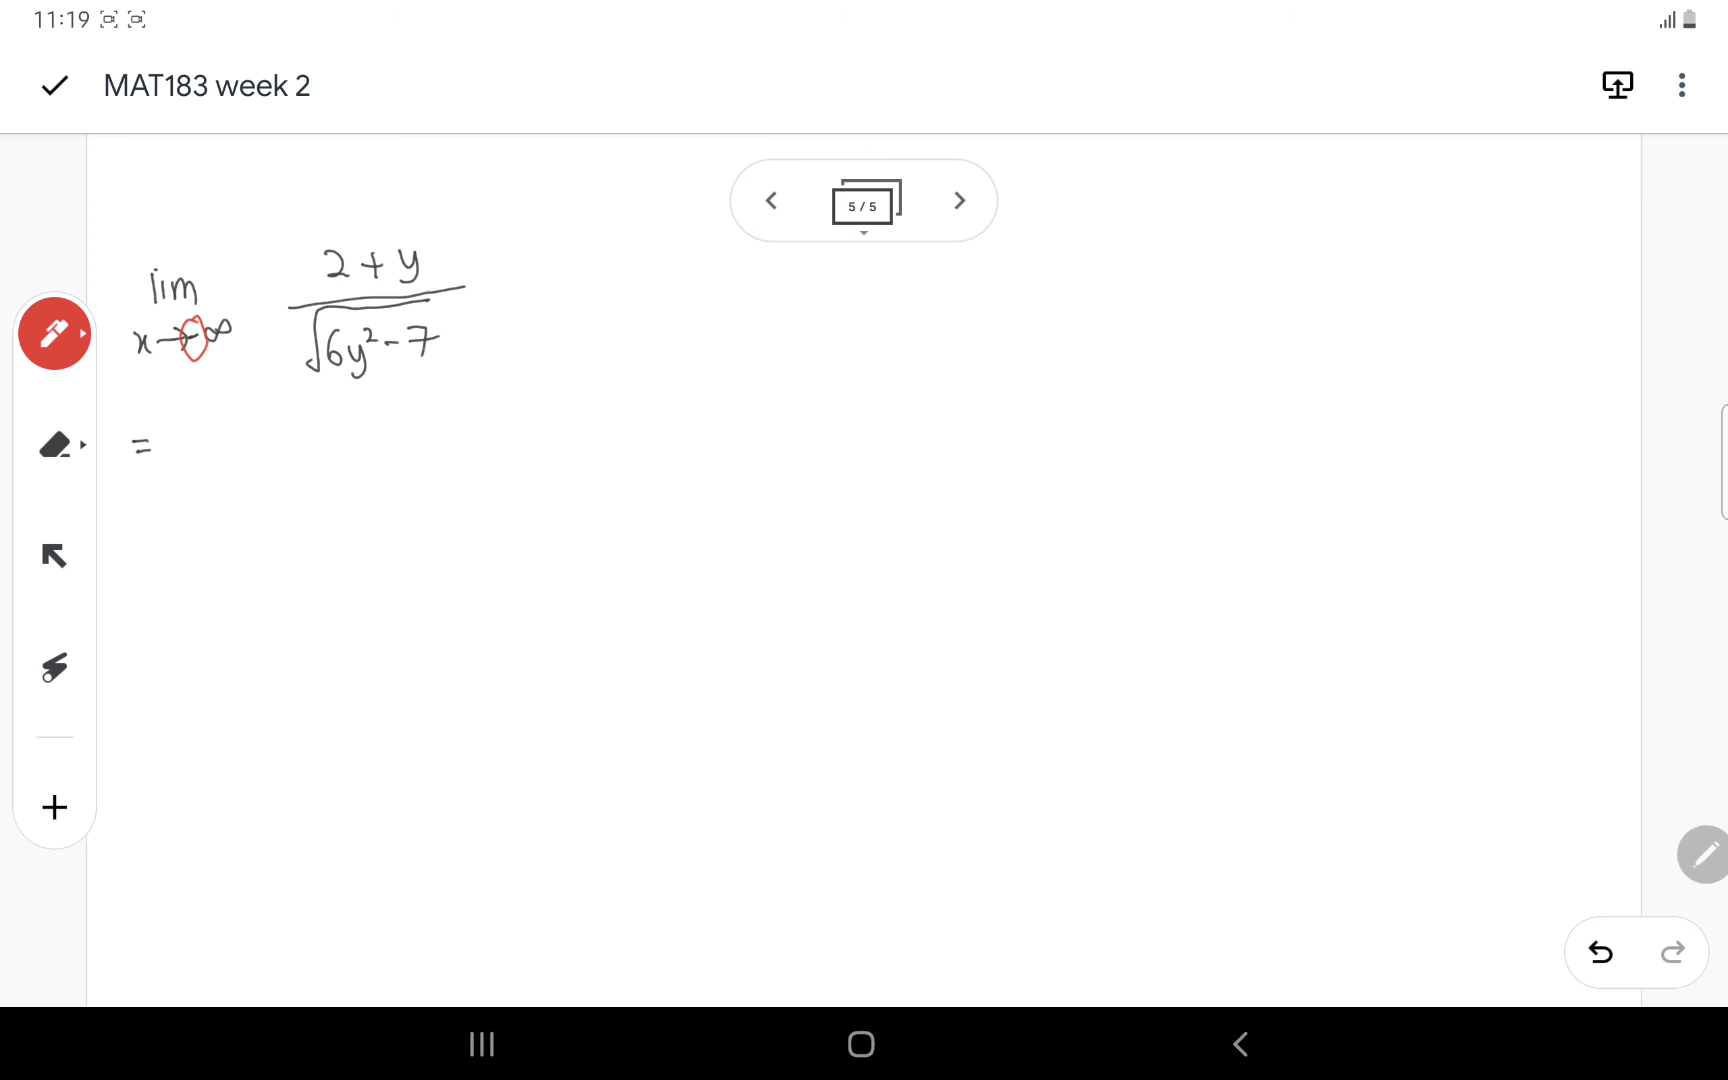 11:19
MAT183 week 2
5 / 5
lim x→-∞ (2 + y) / √(6y² - 7)
=